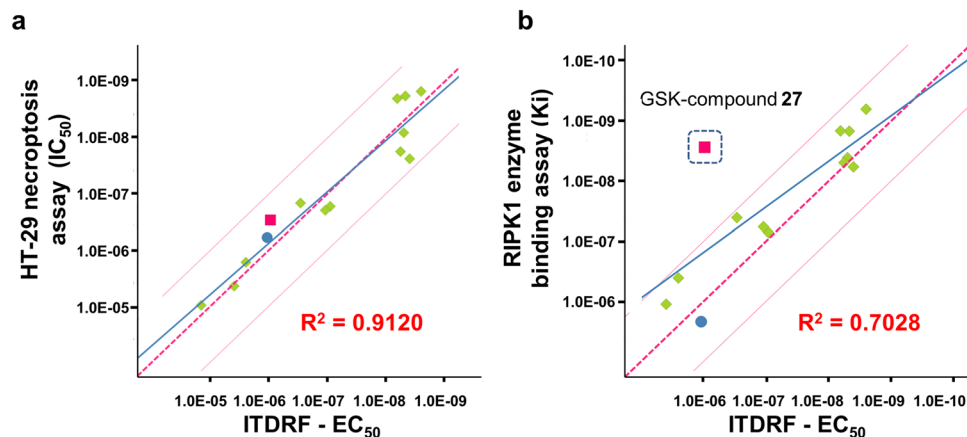 a
HT-29 necroptosis
assay (IC50)
1.0E-09
1.0E-08
1.0E-07
1.0E-06
1.0E-05
R² = 0.9120
1.0E-05 1.0E-06 1.0E-07 1.0E-08 1.0E-09
ITDRF - EC50
b
RIPK1 enzyme
binding assay (Ki)
1.0E-10
1.0E-09
1.0E-08
1.0E-07
1.0E-06
GSK-compound 27
R² = 0.7028
1.0E-06 1.0E-07 1.0E-08 1.0E-09 1.0E-10
ITDRF - EC50